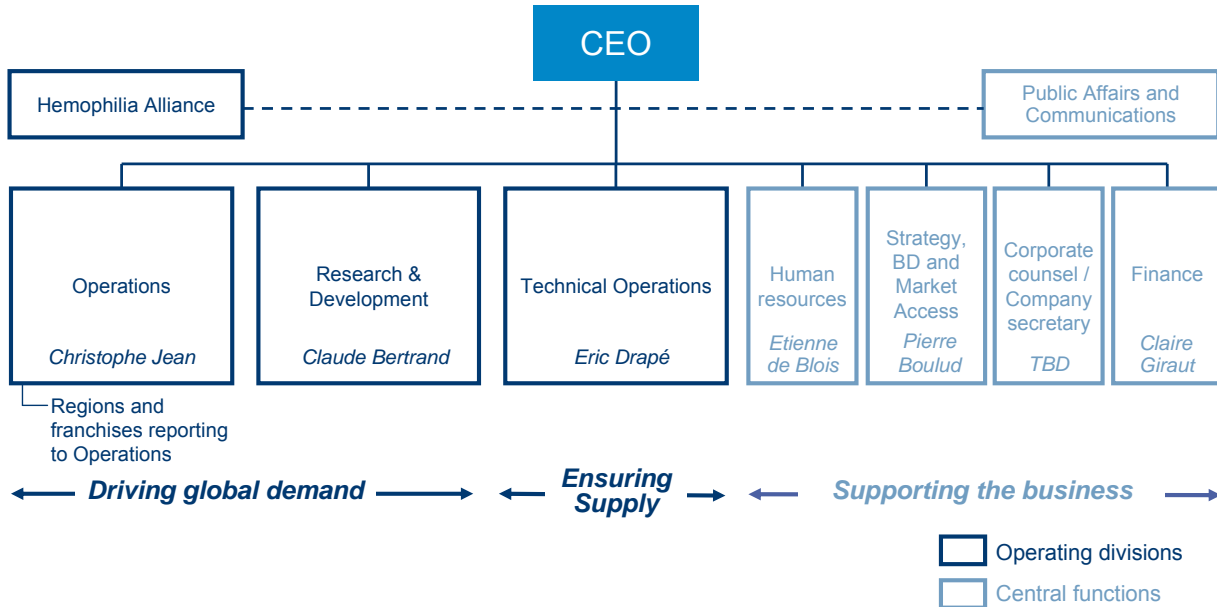 CEO
Hemophilia Alliance
Public Affairs and
Communications
Operations
Christophe Jean
Research &
Development
Claude Bertrand
Technical Operations
Eric Drapé
Human
resources
Etienne
de Blois
Strategy,
BD and
Market
Access
Pierre
Boulud
Corporate
counsel /
Company
secretary
TBD
Finance
Claire
Giraut
Regions and
franchises reporting
to Operations
Driving global demand
Ensuring
Supply
Supporting the business
Operating divisions
Central functions